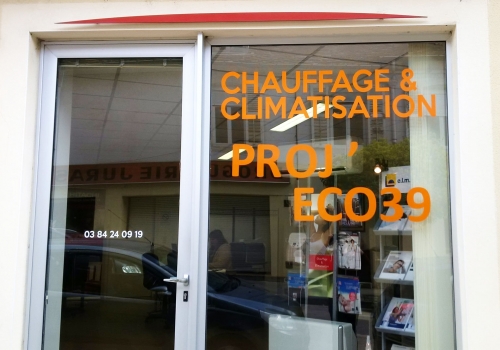 CHAUFFAGE &
CLIMATISATION
PROJ'
ECO39
03 84 24 09 19
e.l.m.